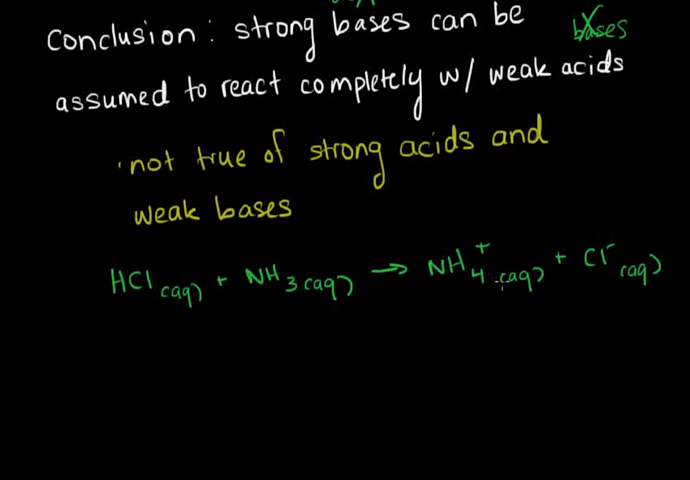 Conclusion: strong bases can be bases
assumed to react completely w/ weak acids
· not true of strong acids and
weak bases
HCl (aq) + NH3 (aq) → NH4+ (aq) + Cl- (aq)